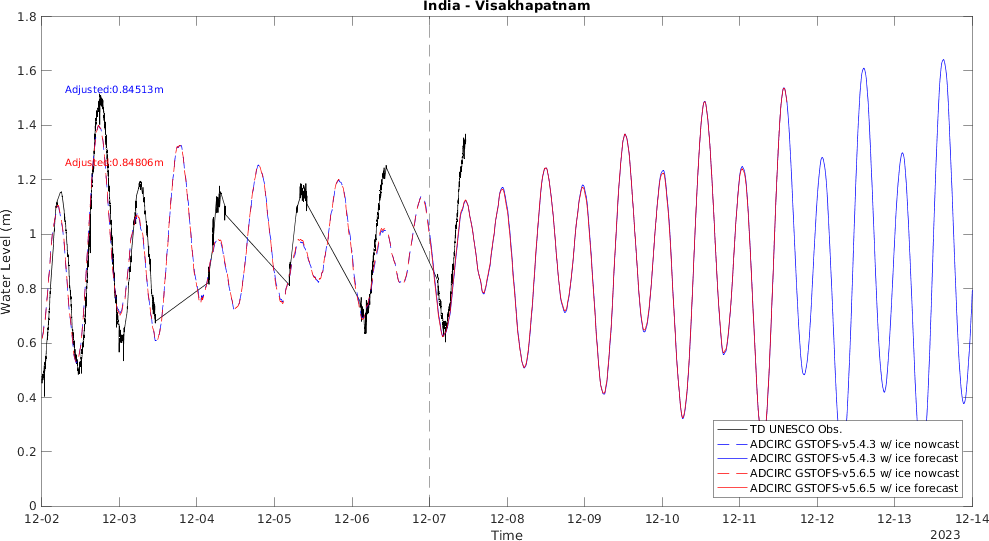 India - Visakhapatnam
1.8
1.6
1.4
1.2
1
0.8
0.6
0.4
0.2
0
Water Level (m)
Adjusted:0.84513m
Adjusted:0.84806m
TD UNESCO Obs.
ADCIRC GSTOFS-v5.4.3 w/ ice nowcast
ADCIRC GSTOFS-v5.4.3 w/ ice forecast
ADCIRC GSTOFS-v5.6.5 w/ ice nowcast
ADCIRC GSTOFS-v5.6.5 w/ ice forecast
12-02 12-03 12-04 12-05 12-06 12-07 12-08 12-09 12-10 12-11 12-12 12-13 12-14
Time
2023